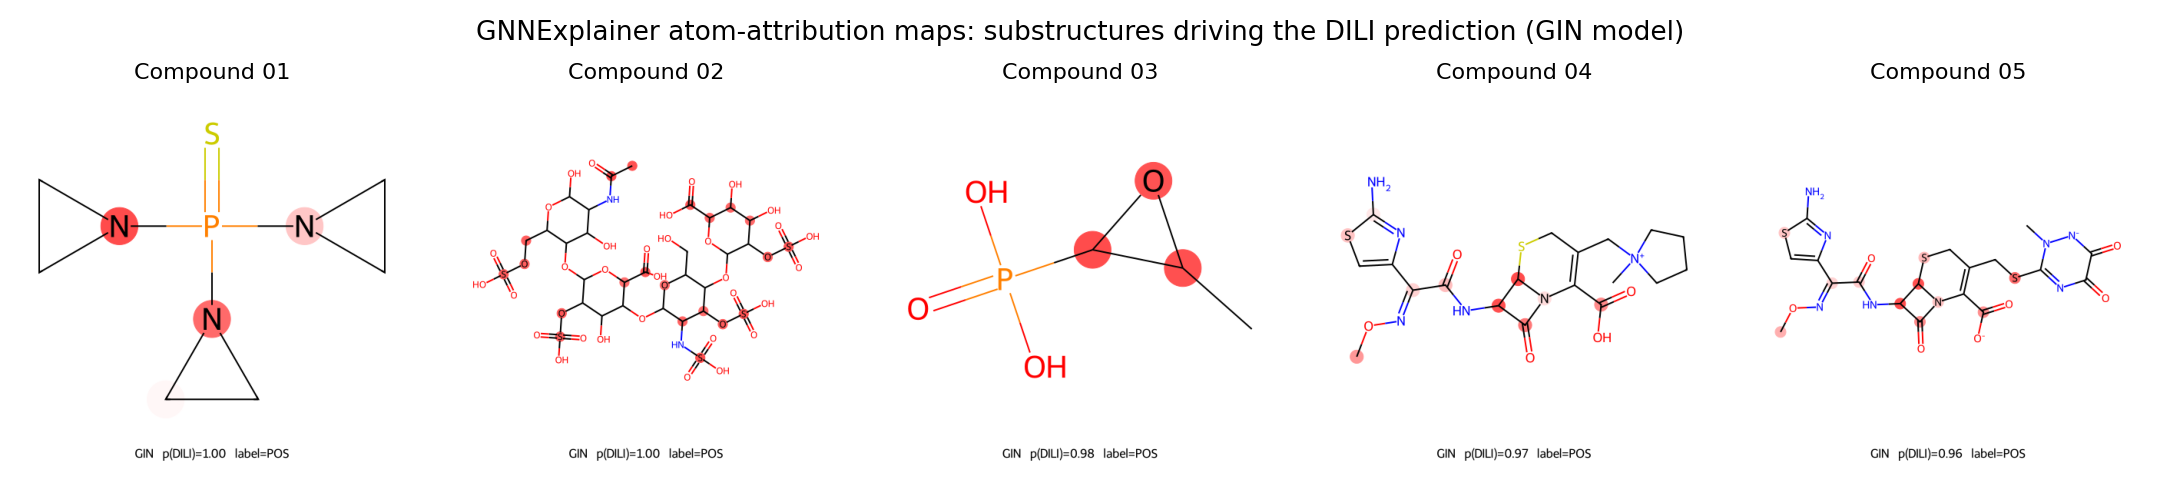 GNNExplainer atom-attribution maps: substructures driving the DILI prediction (GIN model)
Compound 01
Compound 02
Compound 03
Compound 04
Compound 05
S
N
P
N
N
GIN p(DILI)=1.00 label=POS
GIN p(DILI)=1.00 label=POS
OH
O
P
O
OH
GIN p(DILI)=0.98 label=POS
NH2
S
N
O
S
N+
HN
N
O
N
O
OH
O
GIN p(DILI)=0.97 label=POS
NH2
S
N
O
S
N
N-
O
S
HN
N
O
N
N
O
O
O-
O
GIN p(DILI)=0.96 label=POS